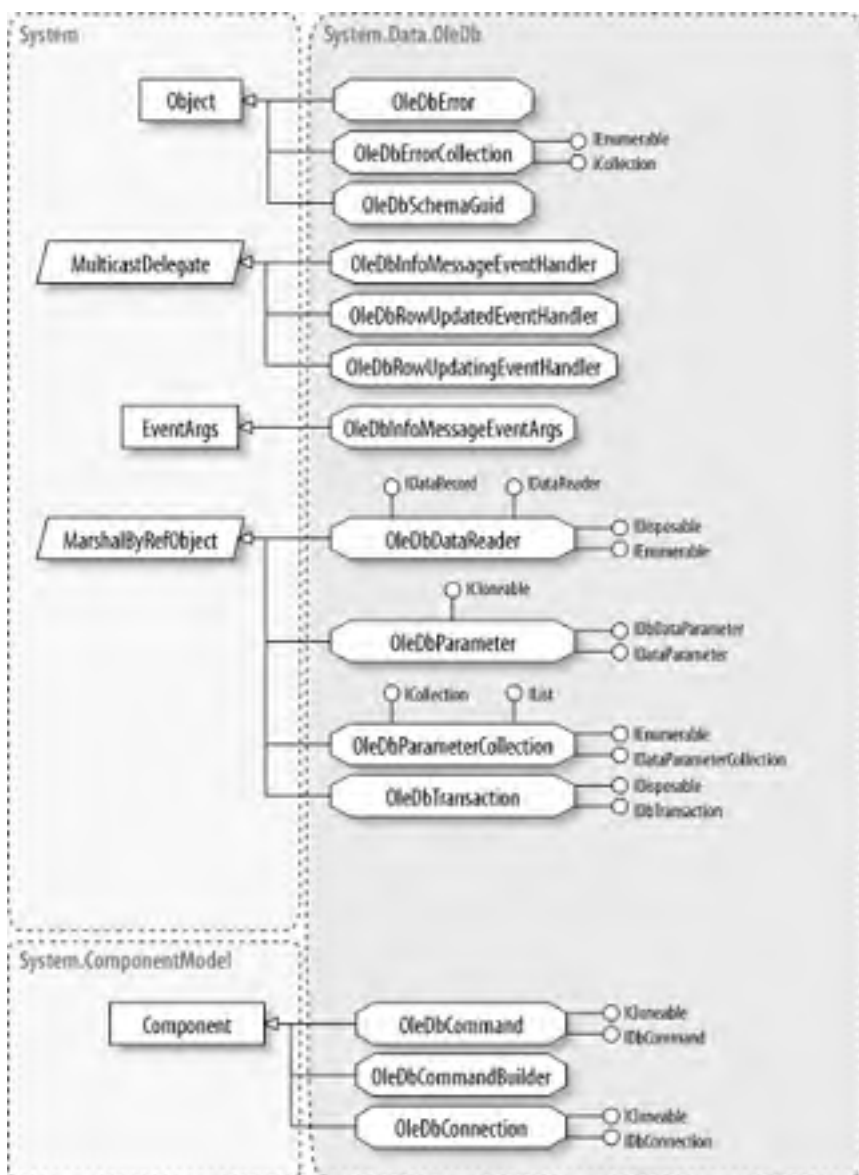 System
System.Data.OleDb
Object
OleDbError
OleDbErrorCollection
IEnumerable
ICollection
OleDbSchemaGuid
MulticastDelegate
OleDbInfoMessageEventHandler
OleDbRowUpdatedEventHandler
OleDbRowUpdatingEventHandler
EventArgs
OleDbInfoMessageEventArgs
IDataRecord
IDataReader
MarshalByRefObject
OleDbDataReader
IDisposable
IEnumerable
ICloneable
OleDbParameter
IDbDataParameter
IDataParameter
ICollection
IList
OleDbParameterCollection
IEnumerable
IDataParameterCollection
OleDbTransaction
IDisposable
IDbTransaction
System.ComponentModel
Component
OleDbCommand
ICloneable
IDbCommand
OleDbCommandBuilder
OleDbConnection
ICloneable
IDbConnection